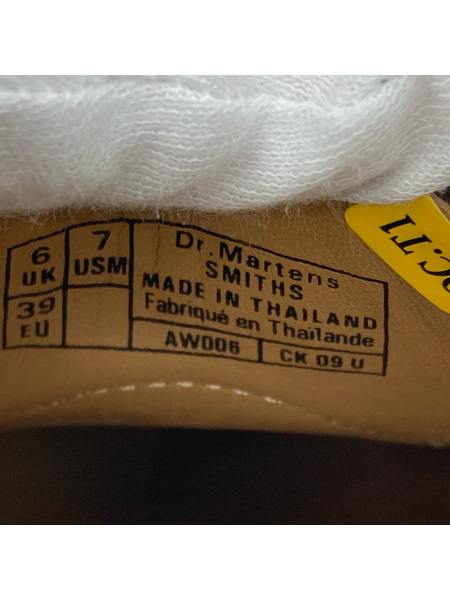 6
UK
7
USM
39
EU
Dr. Martens
SMITHS
MADE IN THAILAND
Fabriqué en Thaïlande
AW006
CK 09 U